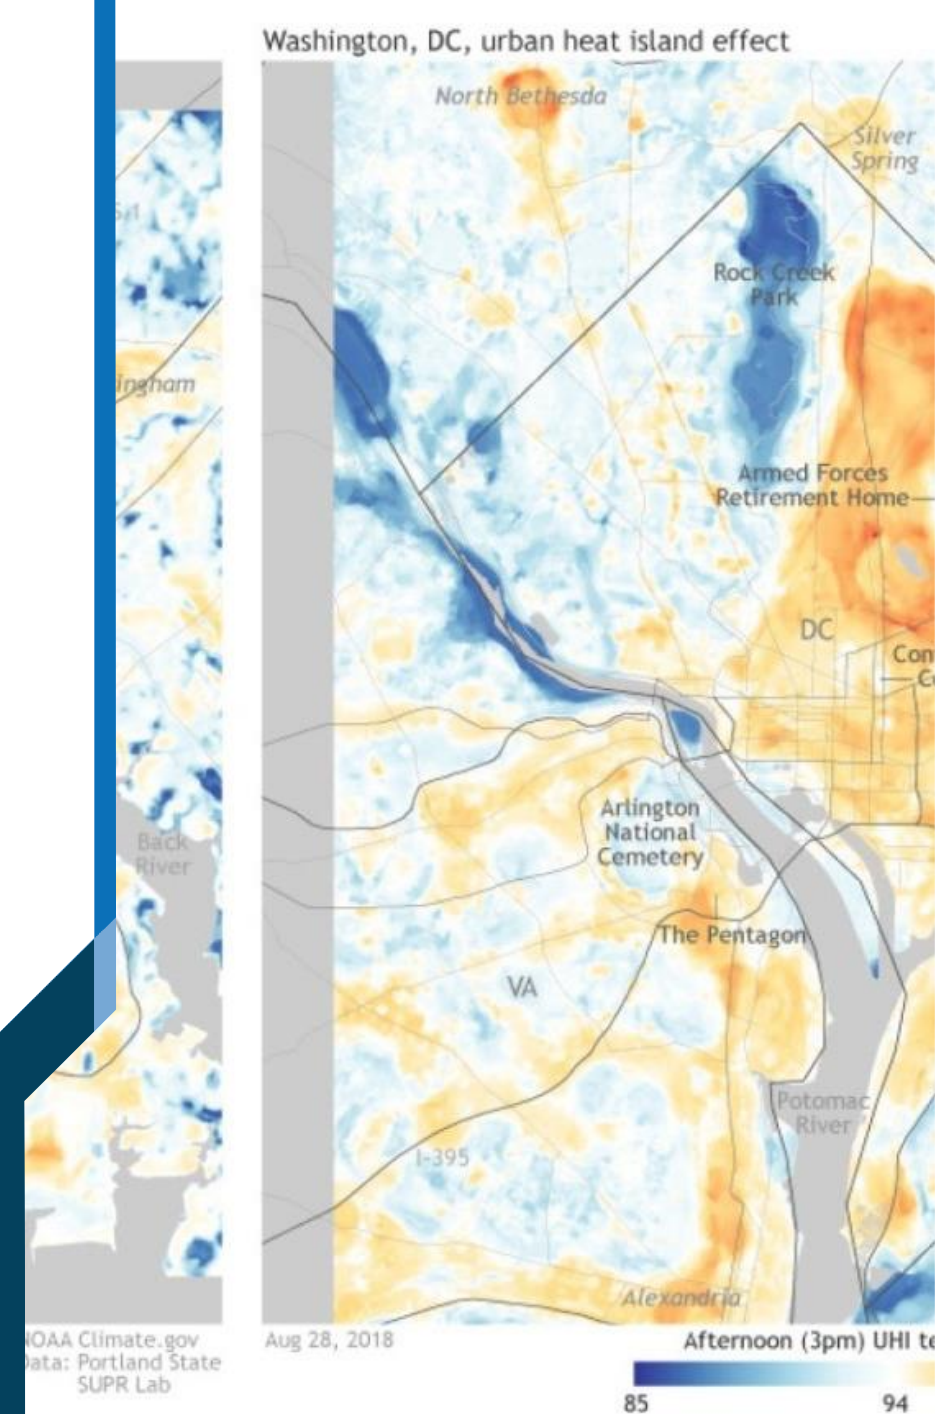 Washington, DC, urban heat island effect
North Bethesda
Silver
Spring
Rock Creek
Park
ingham
Armed Forces
Retirement Home
DC
Con
Arlington
National
Cemetery
Back
River
The Pentagon
VA
Potomac
River
I-395
Alexandria
NOAA Climate.gov
Data: Portland State
SUPR Lab
Aug 28, 2018
Afternoon (3pm) UHI te
85
94